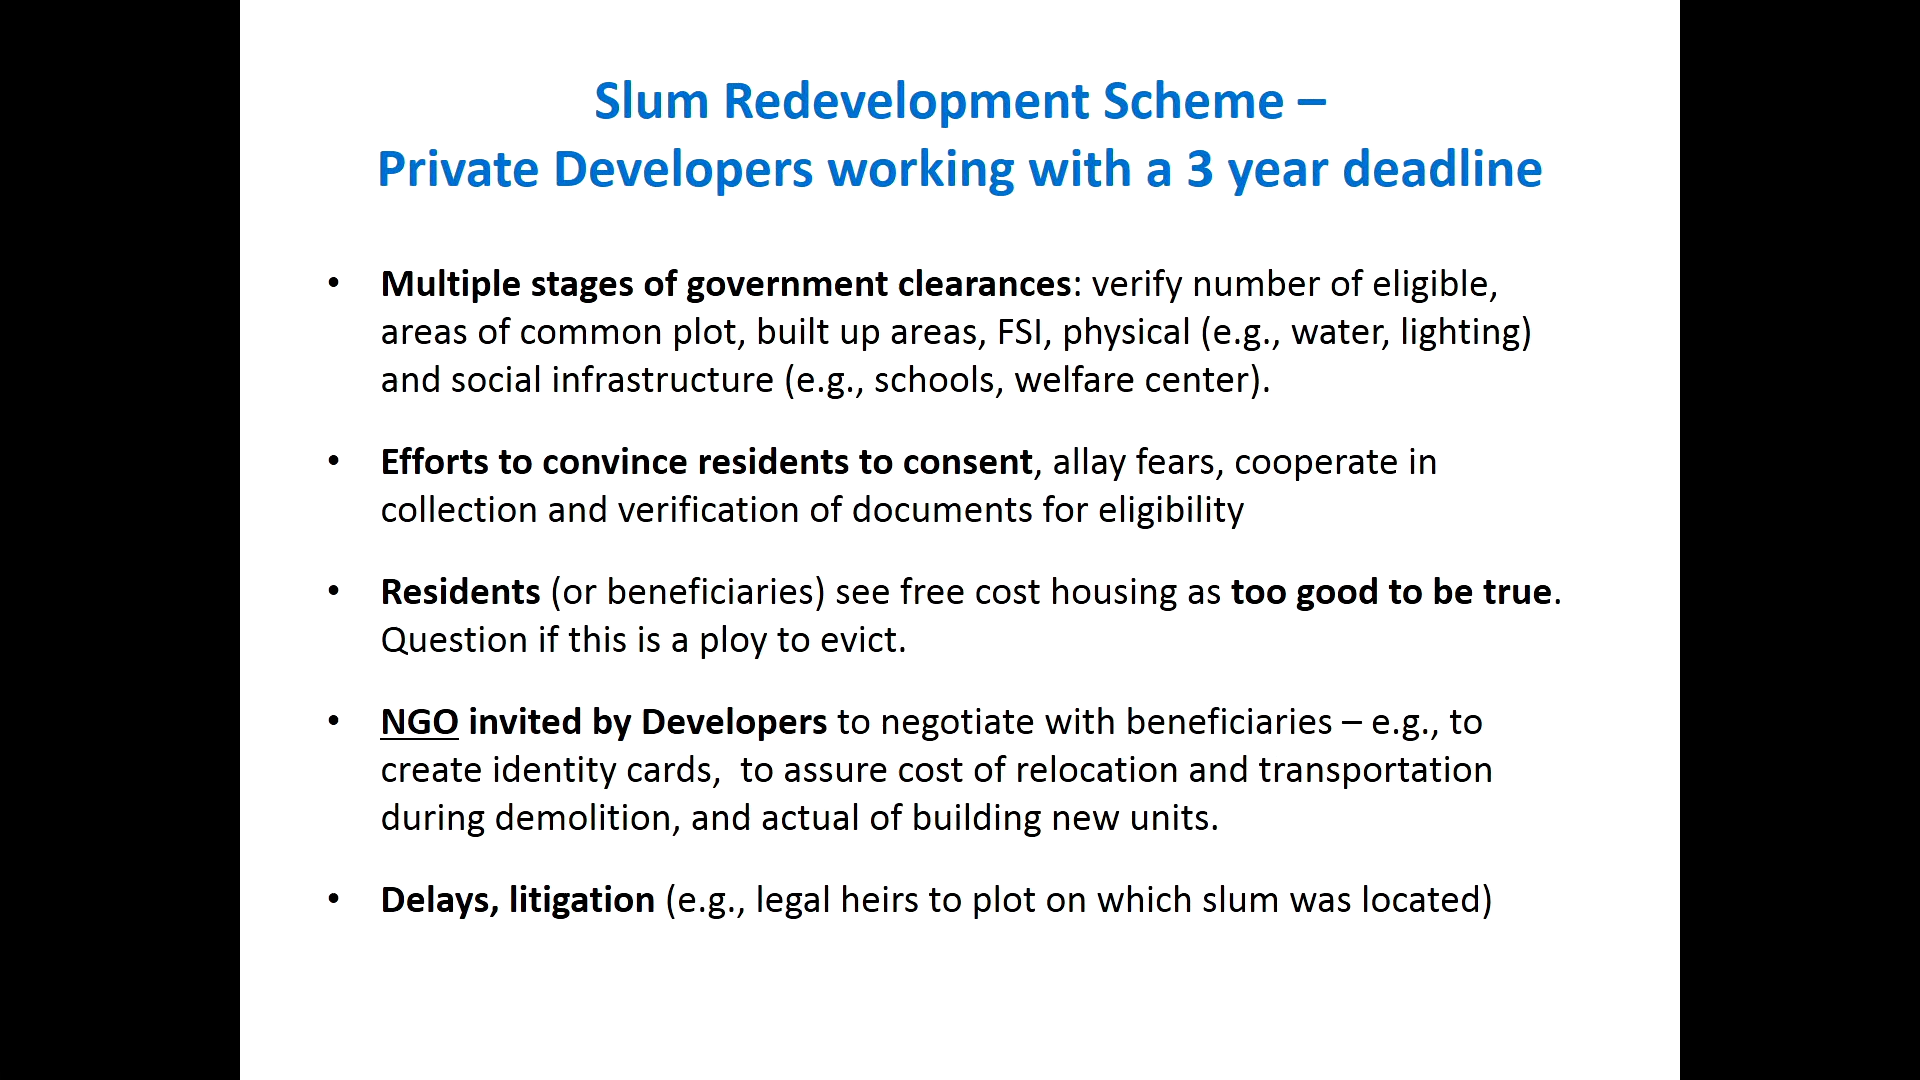 Slum Redevelopment Scheme –
Private Developers working with a 3 year deadline
• Multiple stages of government clearances: verify number of eligible,
areas of common plot, built up areas, FSI, physical (e.g., water, lighting)
and social infrastructure (e.g., schools, welfare center).
• Efforts to convince residents to consent, allay fears, cooperate in
collection and verification of documents for eligibility
• Residents (or beneficiaries) see free cost housing as too good to be true.
Question if this is a ploy to evict.
• NGO invited by Developers to negotiate with beneficiaries – e.g., to
create identity cards,  to assure cost of relocation and transportation
during demolition, and actual of building new units.
• Delays, litigation (e.g., legal heirs to plot on which slum was located)